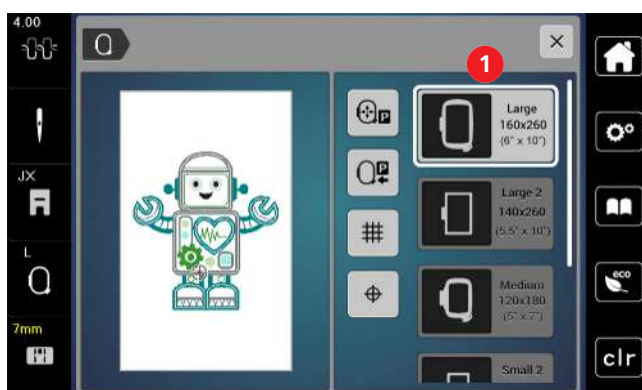 4.00
1
Large
160x260
(6" x 10")
P
JX
P
Large 2
140x260
(5.5" x 10")
L
Medium
120x180
(5" x 7")
eco
7mm
Small 2
clr